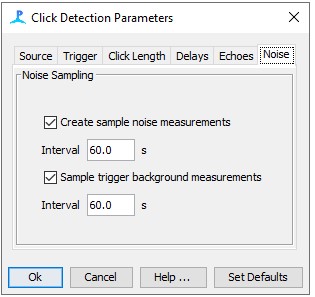 Click Detection Parameters
Source Trigger Click Length Delays Echoes Noise
Noise Sampling
Create sample noise measurements
Interval 60.0 s
Sample trigger background measurements
Interval 60.0 s
Ok Cancel Help ... Set Defaults